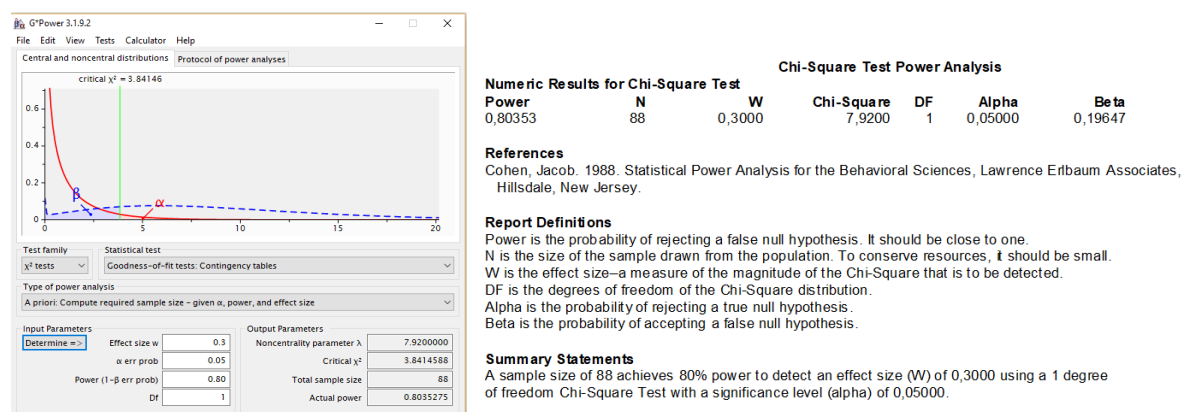 G*Power 3.1.9.2
File Edit View Tests Calculator Help
Central and noncentral distributions Protocol of power analyses
critical χ² = 3.84146
0.6
0.4
0.2
0
β
α
0 5 10 15 20
Test family Statistical test
χ² tests Goodness-of-fit tests: Contingency tables
Type of power analysis
A priori: Compute required sample size - given α, power, and effect size
Input Parameters Output Parameters
Determine => Effect size w 0.3 Noncentrality parameter λ 7.9200000
α err prob 0.05 Critical χ² 3.8414588
Power (1-β err prob) 0.80 Total sample size 88
Df 1 Actual power 0.8035275
Chi-Square Test Power Analysis
Numeric Results for Chi-Square Test
Power N W Chi-Square DF Alpha Beta
0,80353 88 0,3000 7,9200 1 0,05000 0,19647
References
Cohen, Jacob. 1988. Statistical Power Analysis for the Behavioral Sciences, Lawrence Erlbaum Associates,
Hillsdale, New Jersey.
Report Definitions
Power is the probability of rejecting a false null hypothesis. It should be close to one.
N is the size of the sample drawn from the population. To conserve resources, it should be small.
W is the effect size—a measure of the magnitude of the Chi-Square that is to be detected.
DF is the degrees of freedom of the Chi-Square distribution.
Alpha is the probability of rejecting a true null hypothesis.
Beta is the probability of accepting a false null hypothesis.
Summary Statements
A sample size of 88 achieves 80% power to detect an effect size (W) of 0,3000 using a 1 degree
of freedom Chi-Square Test with a significance level (alpha) of 0,05000.